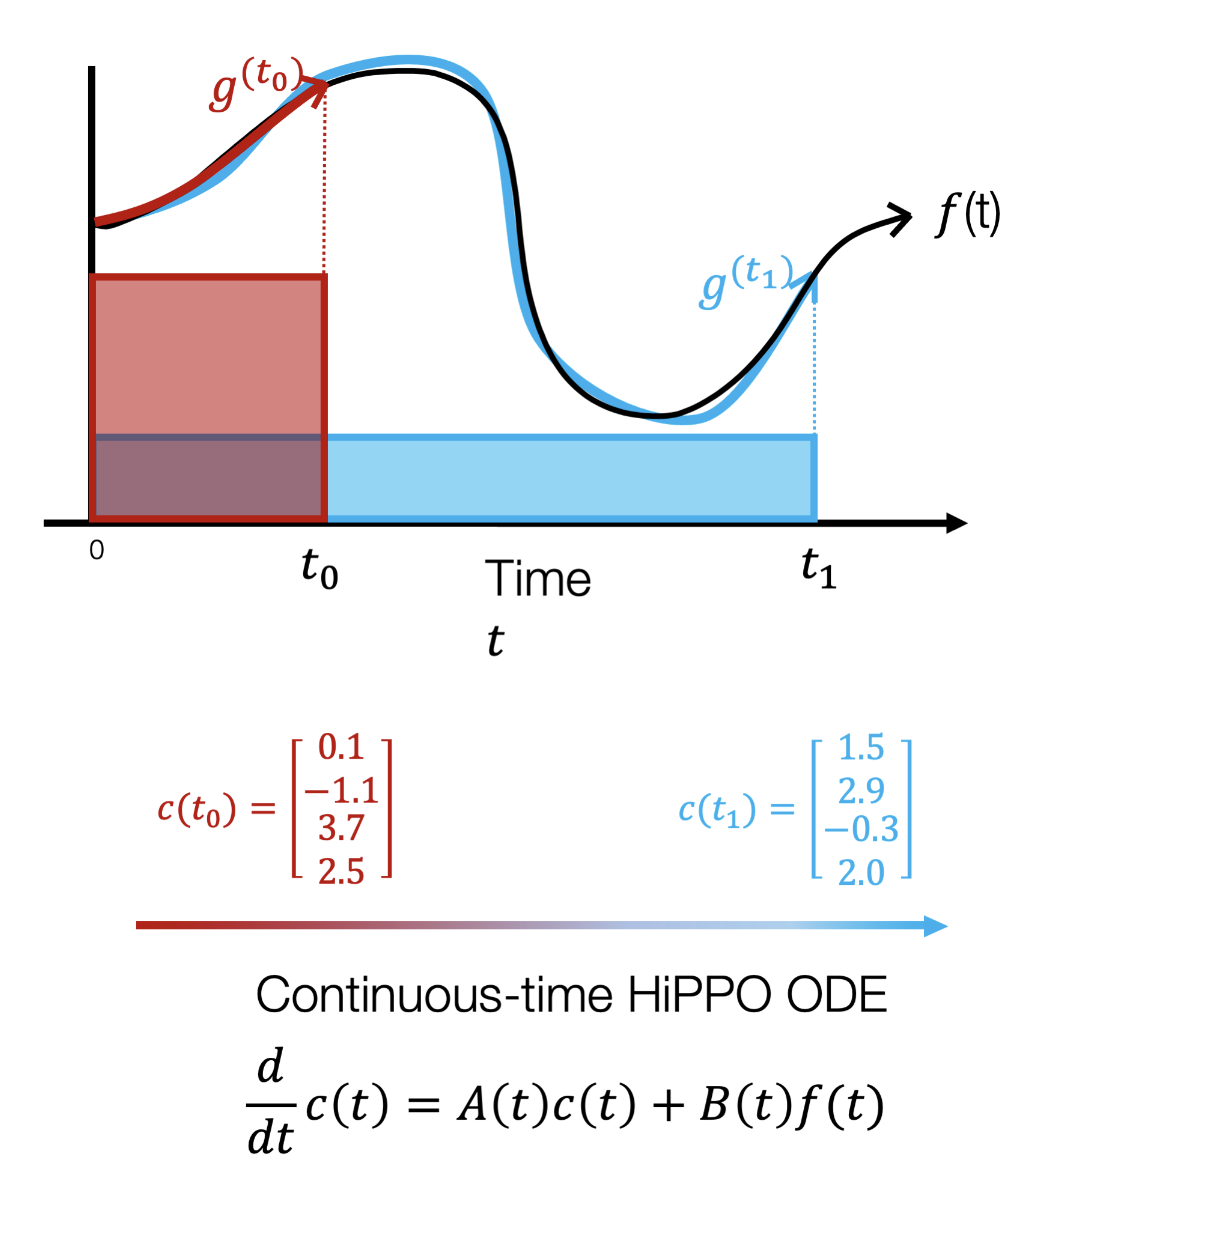 g^(t₀)
f(t)
g^(t₁)
0
t₀
t₁
Time
t
c(t₀) = [0.1
−1.1
3.7
2.5]
c(t₁) = [1.5
2.9
−0.3
2.0]
Continuous-time HiPPO ODE
d/dt c(t) = A(t)c(t) + B(t)f(t)